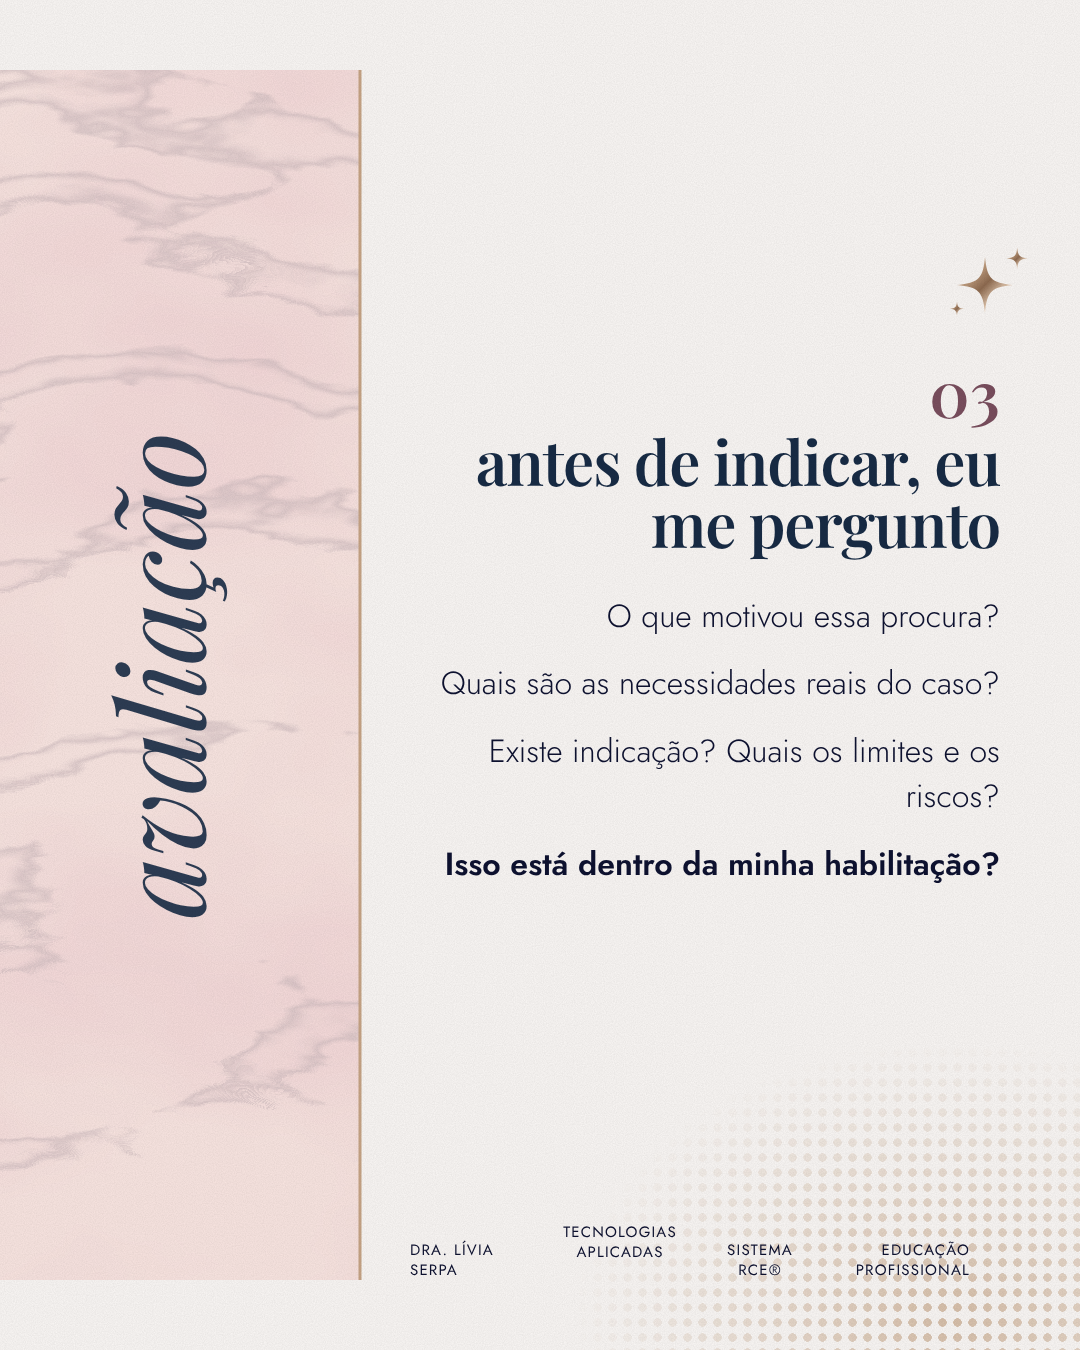 avaliação
03
antes de indicar, eu
me pergunto
O que motivou essa procura?
Quais são as necessidades reais do caso?
Existe indicação? Quais os limites e os
riscos?
Isso está dentro da minha habilitação?
DRA. LÍVIA
SERPA
TECNOLOGIAS
APLICADAS
SISTEMA
RCE®
EDUCAÇÃO
PROFISSIONAL